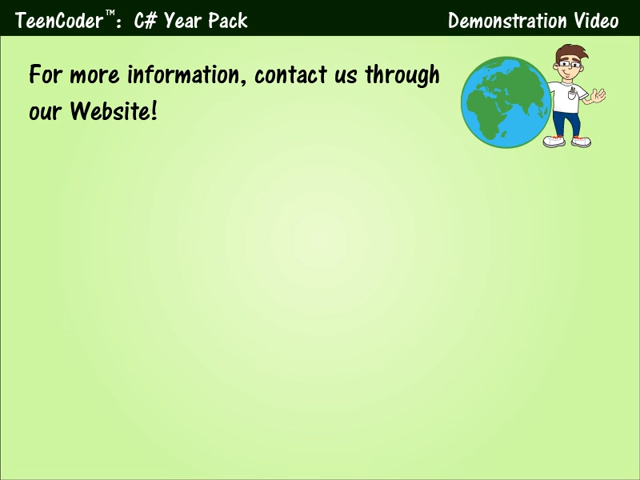 TeenCoder™: C# Year Pack
Demonstration Video
For more information, contact us through
our Website!